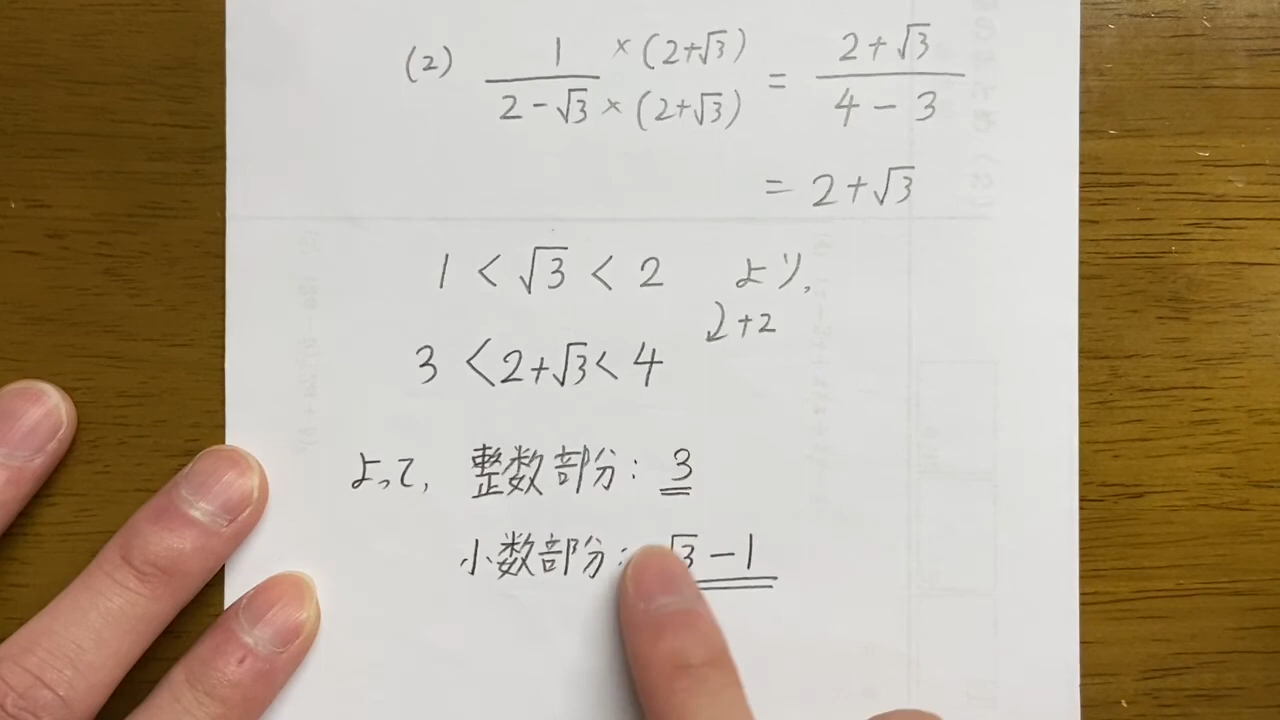 (2) 1/(2-√3) ×(2+√3)/×(2+√3) = (2+√3)/(4-3)
= 2+√3
1 < √3 < 2 より,
+2
3 < 2+√3 < 4
よって, 整数部分: 3
小数部分: √3-1